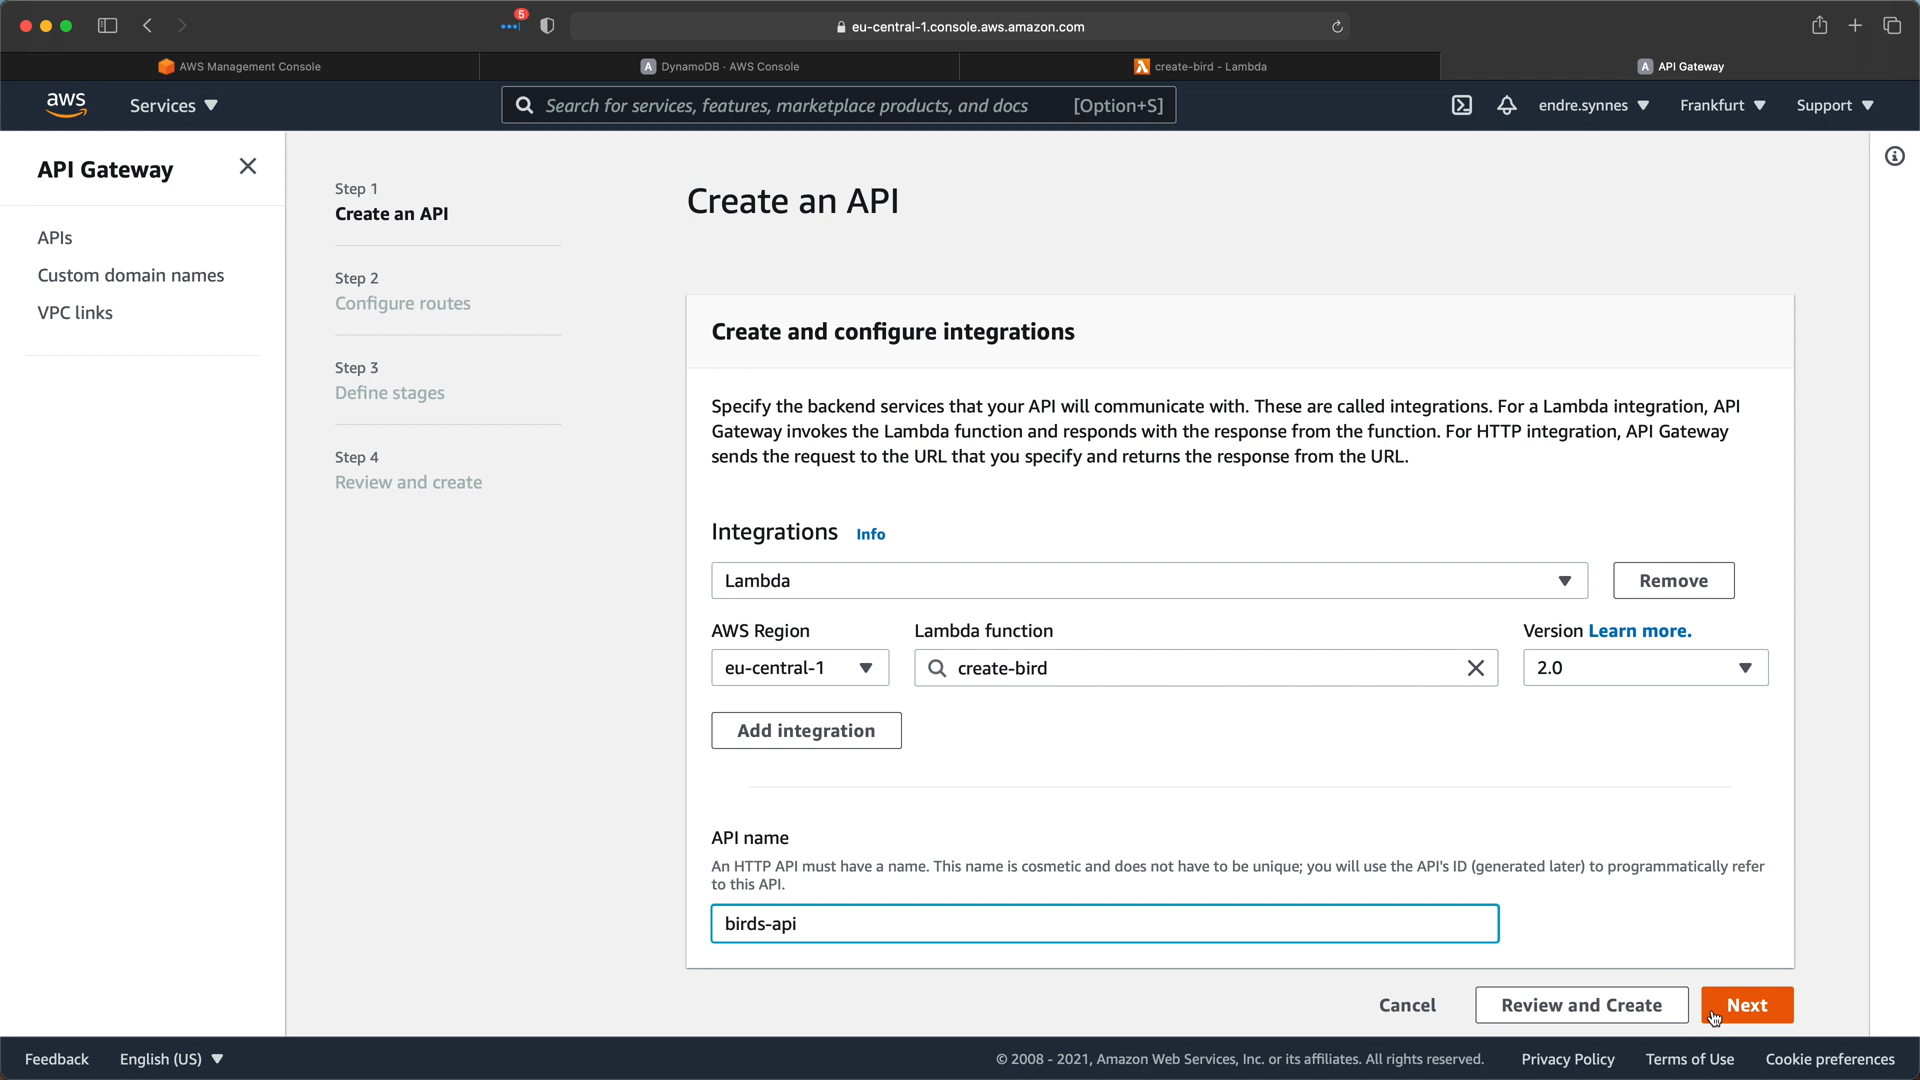 5
eu-central-1.console.aws.amazon.com
AWS Management Console
A DynamoDB - AWS Console
create-bird - Lambda
A API Gateway
aws
Services
Search for services, features, marketplace products, and docs [Option+S]
endre.synnes
Frankfurt
Support
API Gateway
APIs
Custom domain names
VPC links
Step 1
Create an API
Step 2
Configure routes
Step 3
Define stages
Step 4
Review and create
Create an API
Create and configure integrations
Specify the backend services that your API will communicate with. These are called integrations. For a Lambda integration, API
Gateway invokes the Lambda function and responds with the response from the function. For HTTP integration, API Gateway
sends the request to the URL that you specify and returns the response from the URL.
Integrations Info
Lambda
Remove
AWS Region
Lambda function
Version Learn more.
eu-central-1
create-bird
2.0
Add integration
API name
An HTTP API must have a name. This name is cosmetic and does not have to be unique; you will use the API's ID (generated later) to programmatically refer
to this API.
birds-api
Cancel
Review and Create
Next
Feedback
English (US)
© 2008 - 2021, Amazon Web Services, Inc. or its affiliates. All rights reserved.
Privacy Policy
Terms of Use
Cookie preferences